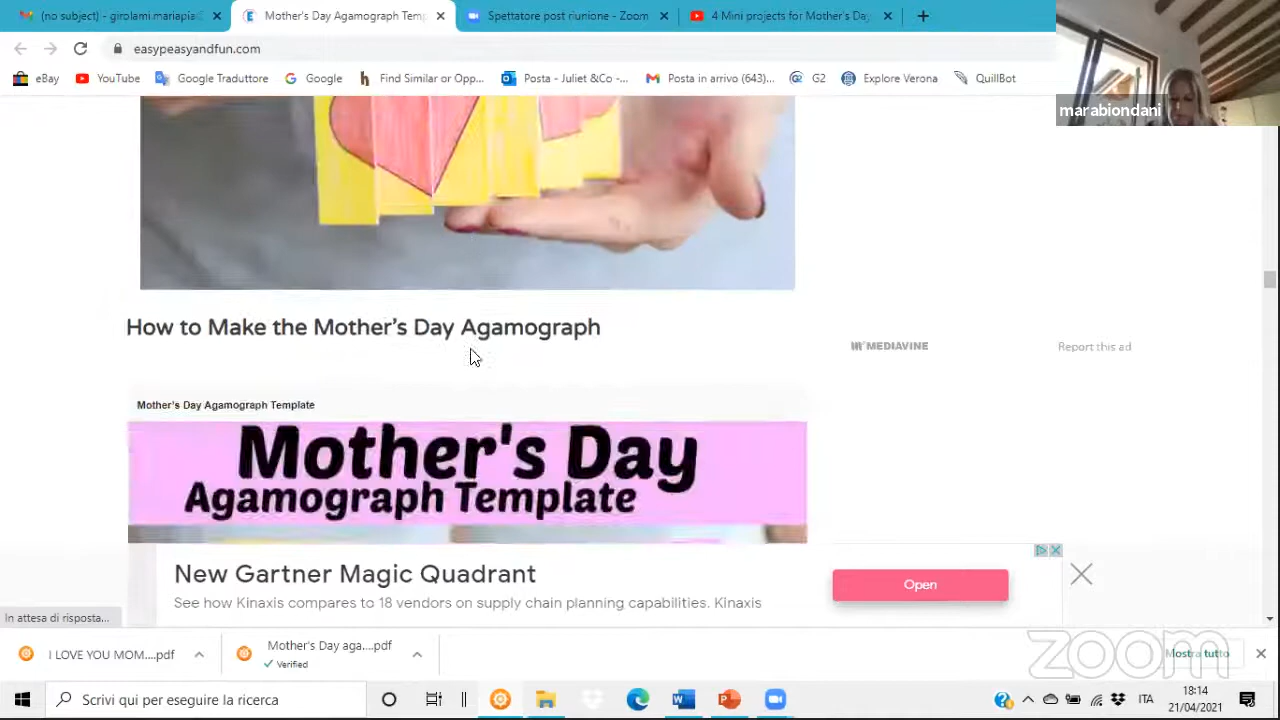 (no subject) - girolami.mariapia
Mother's Day Agamograph Temp
Spettatore post riunione - Zoom
4 Mini projects for Mother's Day
easypeasyandfun.com
eBay
YouTube
Google Traduttore
Google
Find Similar or Opp...
Posta - Juliet &Co -...
Posta in arrivo (643)...
G2
Explore Verona
QuillBot
marabiondani
How to Make the Mother's Day Agamograph
MEDIAVINE
Report this ad
Mother's Day Agamograph Template
Mother's Day
Agamograph Template
New Gartner Magic Quadrant
See how Kinaxis compares to 18 vendors on supply chain planning capabilities. Kinaxis
Open
In attesa di risposta...
I LOVE YOU MOM....pdf
Mother's Day aga....pdf
Verified
Mostra tutto
zoom
Scrivi qui per eseguire la ricerca
ITA
18:14
21/04/2021